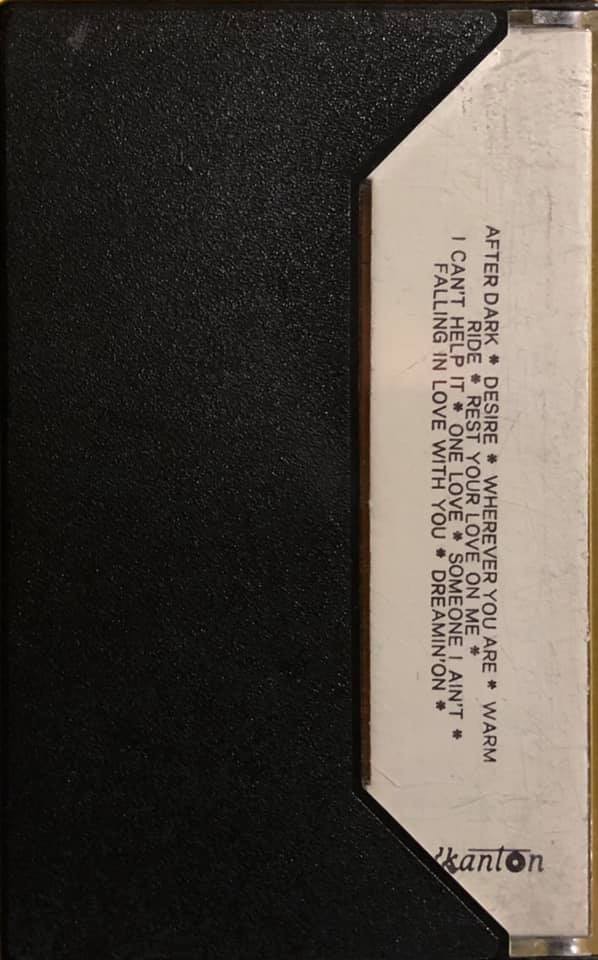 AFTER DARK * DESIRE * WHEREVER YOU ARE * WARM
RIDE * REST YOUR LOVE ON ME *
I CAN'T HELP IT * ONE LOVE * SOMEONE I AIN'T *
FALLING IN LOVE WITH YOU * DREAMIN'ON *
kanton